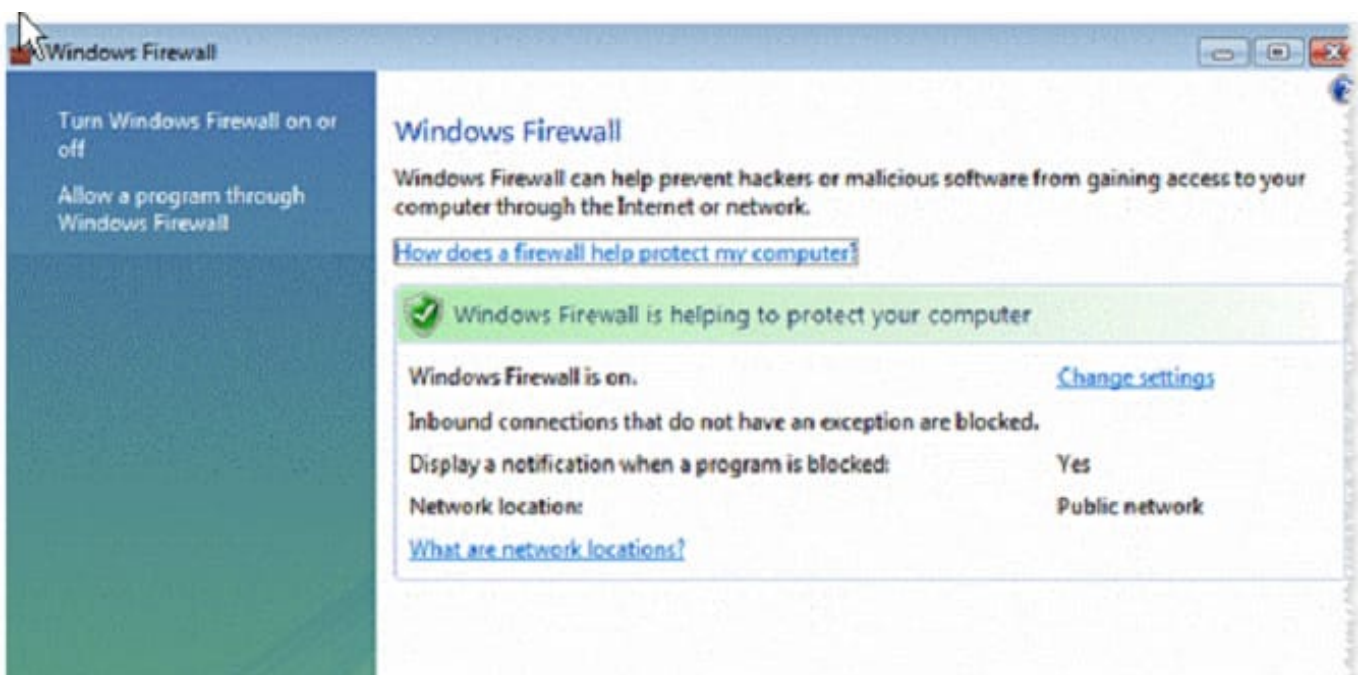 Windows Firewall
Turn Windows Firewall on or
off
Allow a program through
Windows Firewall
Windows Firewall
Windows Firewall can help prevent hackers or malicious software from gaining access to your
computer through the Internet or network.
How does a firewall help protect my computer?
Windows Firewall is helping to protect your computer
Windows Firewall is on.
Change settings
Inbound connections that do not have an exception are blocked.
Display a notification when a program is blocked:
Yes
Network location:
Public network
What are network locations?